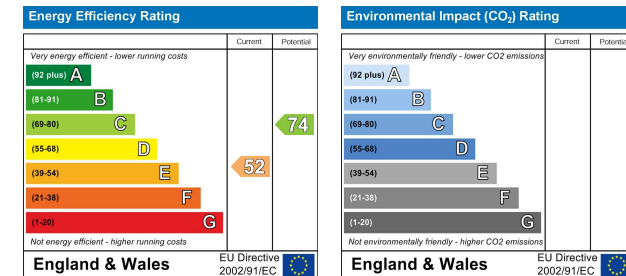 Energy Efficiency Rating
Current Potential
Very energy efficient - lower running costs
(92 plus) A
(81-91) B
(69-80) C
74
(55-68) D
(39-54) E
52
(21-38) F
(1-20) G
Not energy efficient - higher running costs
England & Wales
EU Directive
2002/91/EC
Environmental Impact (CO₂) Rating
Current Potential
Very environmentally friendly - lower CO2 emissions
(92 plus) A
(81-91) B
(69-80) C
(55-68) D
(39-54) E
(21-38) F
(1-20) G
Not environmentally friendly - higher CO2 emissions
England & Wales
EU Directive
2002/91/EC